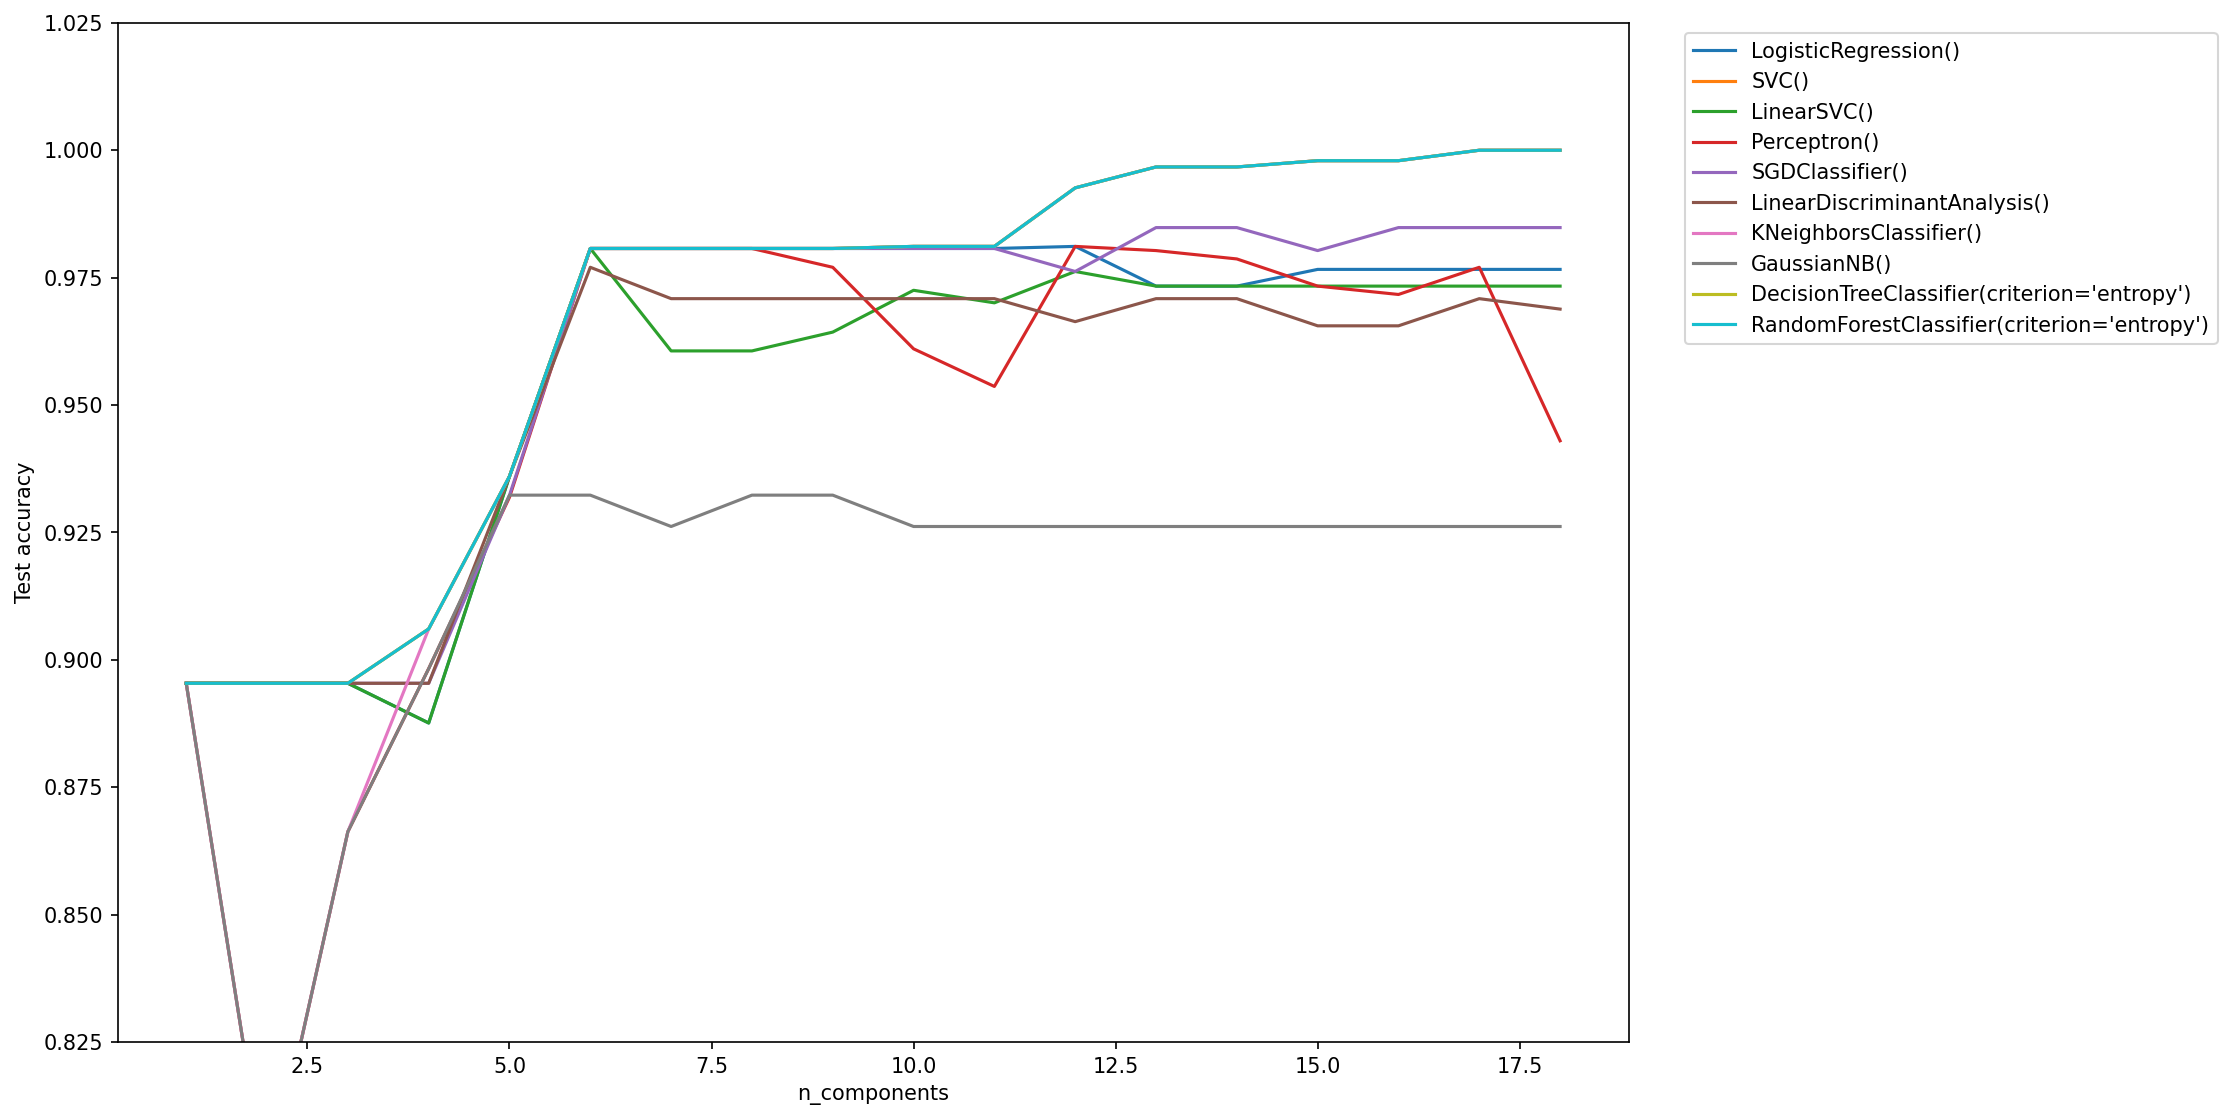 1.025
1.000
0.975
0.950
0.925
0.900
0.875
0.850
0.825
Test accuracy
2.5 5.0 7.5 10.0 12.5 15.0 17.5
n_components
LogisticRegression()
SVC()
LinearSVC()
Perceptron()
SGDClassifier()
LinearDiscriminantAnalysis()
KNeighborsClassifier()
GaussianNB()
DecisionTreeClassifier(criterion='entropy')
RandomForestClassifier(criterion='entropy')